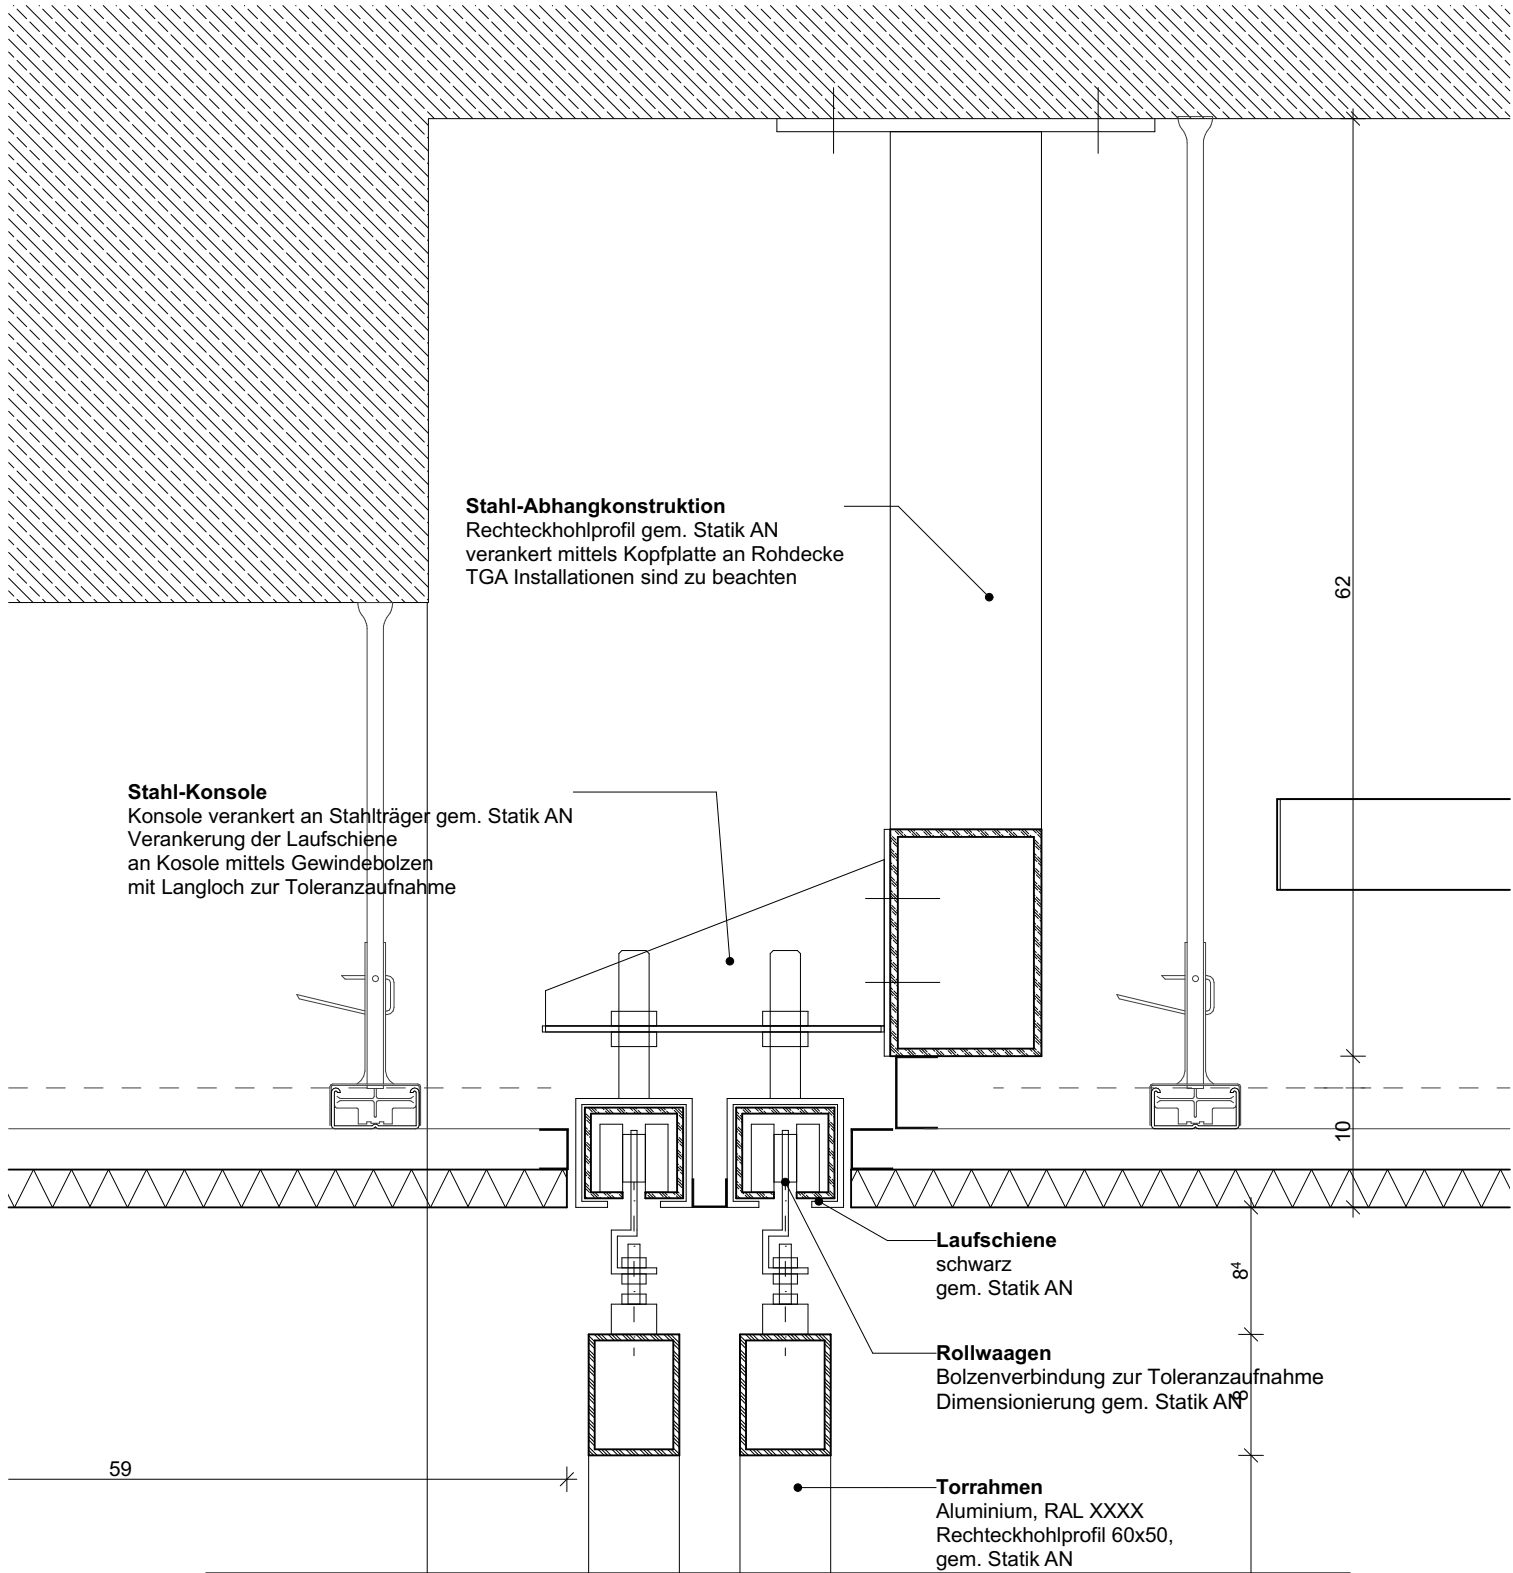 Stahl-Abhangkonstruktion
Rechteckhohlprofil gem. Statik AN
verankert mittels Kopfplatte an Rohdecke
TGA Installationen sind zu beachten
62
Stahl-Konsole
Konsole verankert an Stahlträger gem. Statik AN
Verankerung der Laufschiene
an Kosole mittels Gewindebolzen
mit Langloch zur Toleranzaufnahme
10
Laufschiene
schwarz
gem. Statik AN
8⁴
Rollwaagen
Bolzenverbindung zur Toleranzaufnahme
Dimensionierung gem. Statik AN
8
59
Torrahmen
Aluminium, RAL XXXX
Rechteckhohlprofil 60x50,
gem. Statik AN